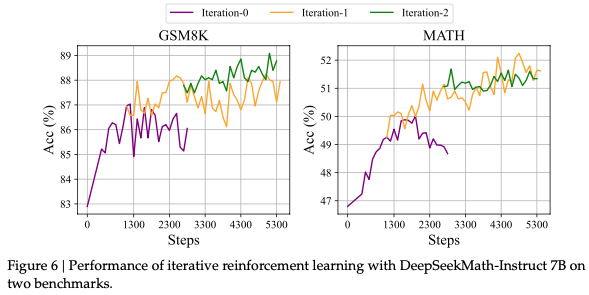 Iteration-0 Iteration-1 Iteration-2
GSM8K
Acc (%)
89
88
87
86
85
84
83
0 1300 2300 3300 4300 5300
Steps
MATH
Acc (%)
52
51
50
49
48
47
0 1300 2300 3300 4300 5300
Steps
Figure 6 | Performance of iterative reinforcement learning with DeepSeekMath-Instruct 7B on
two benchmarks.